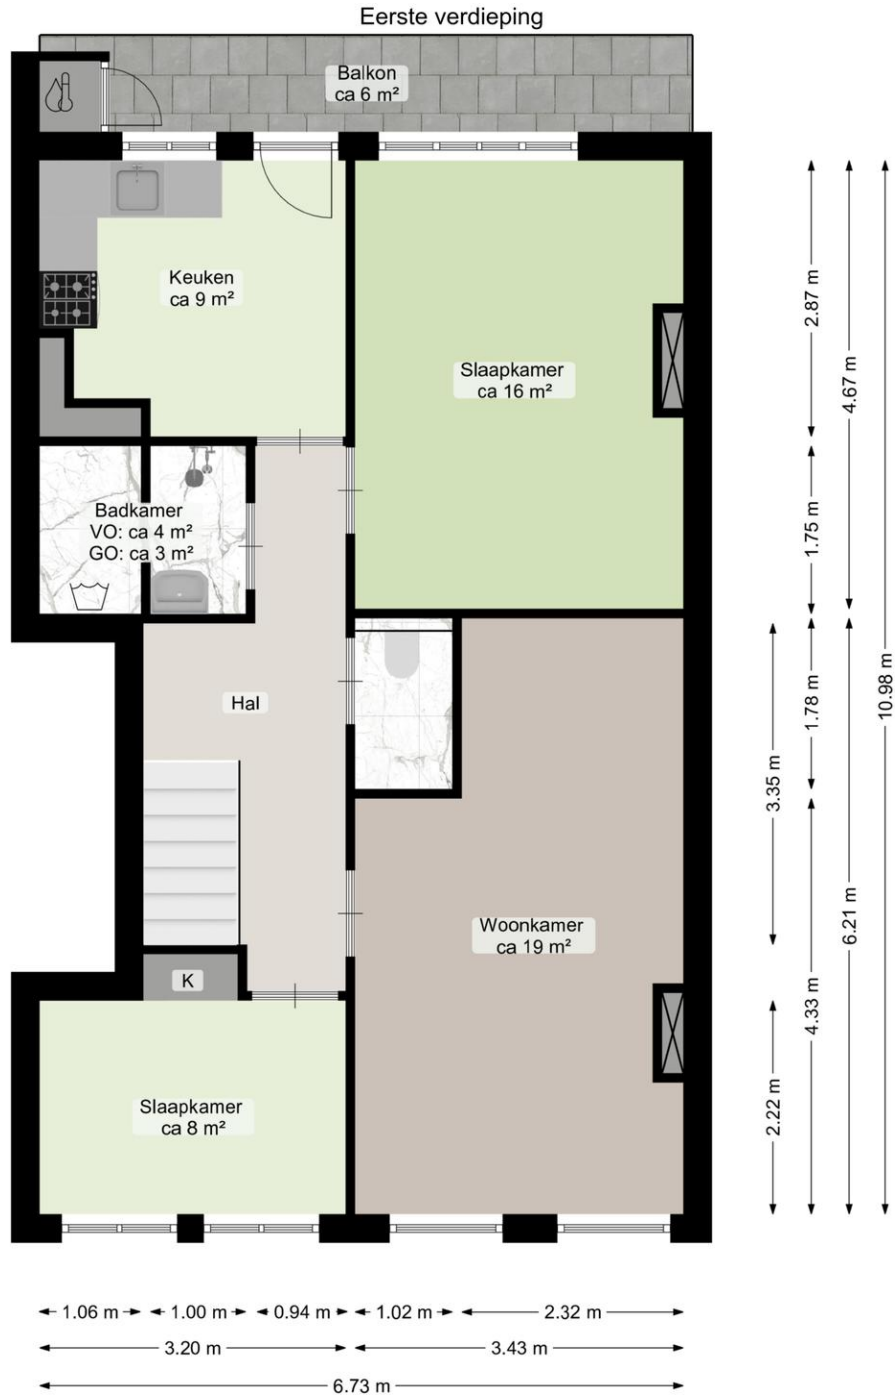 Eerste verdieping
Balkon
ca 6 m²
Keuken
ca 9 m²
Slaapkamer
ca 16 m²
Badkamer
VO: ca 4 m²
GO: ca 3 m²
Hal
Woonkamer
ca 19 m²
K
Slaapkamer
ca 8 m²
2.87 m
4.67 m
1.75 m
10.98 m
1.78 m
3.35 m
6.21 m
4.33 m
2.22 m
1.06 m
1.00 m
0.94 m
1.02 m
2.32 m
3.20 m
3.43 m
6.73 m